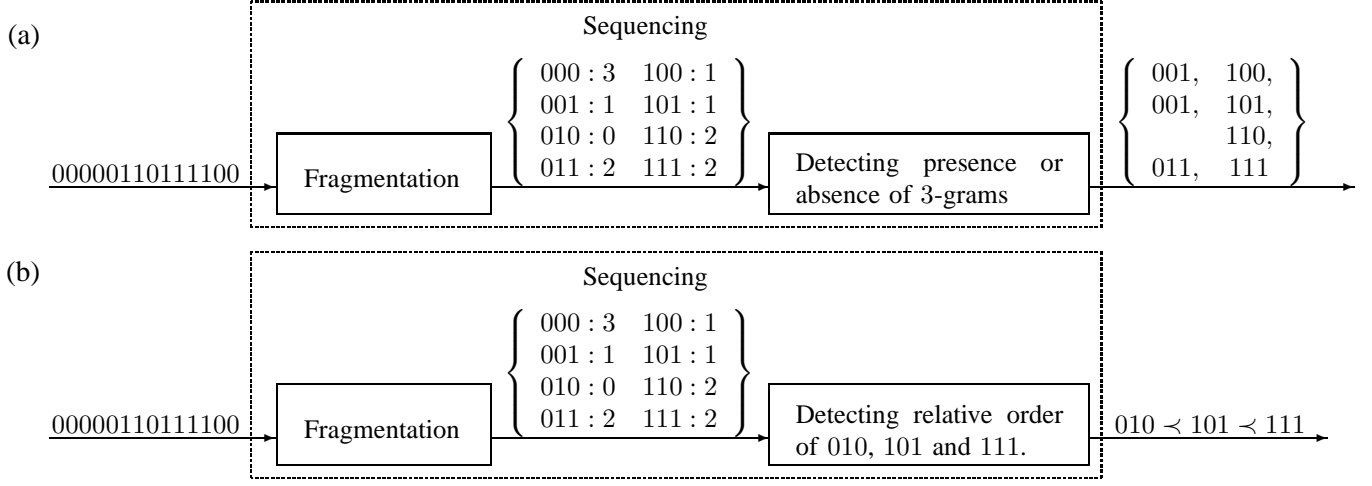 (a)
Sequencing
000 : 3 100 : 1
001 : 1 101 : 1
010 : 0 110 : 2
011 : 2 111 : 2
001, 100,
001, 101,
110,
011, 111
00000110111100
Fragmentation
Detecting presence or
absence of 3-grams
(b)
Sequencing
000 : 3 100 : 1
001 : 1 101 : 1
010 : 0 110 : 2
011 : 2 111 : 2
00000110111100
Fragmentation
Detecting relative order
of 010, 101 and 111.
010 ≺ 101 ≺ 111